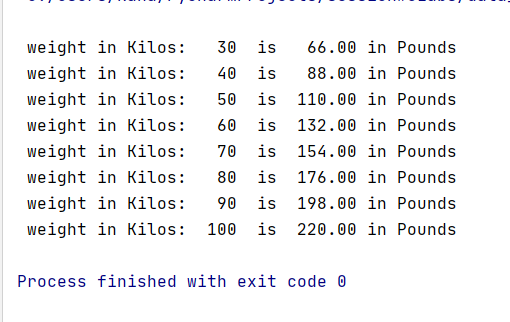 weight in Kilos:   30  is   66.00 in Pounds
weight in Kilos:   40  is   88.00 in Pounds
weight in Kilos:   50  is  110.00 in Pounds
weight in Kilos:   60  is  132.00 in Pounds
weight in Kilos:   70  is  154.00 in Pounds
weight in Kilos:   80  is  176.00 in Pounds
weight in Kilos:   90  is  198.00 in Pounds
weight in Kilos:  100  is  220.00 in Pounds
Process finished with exit code 0